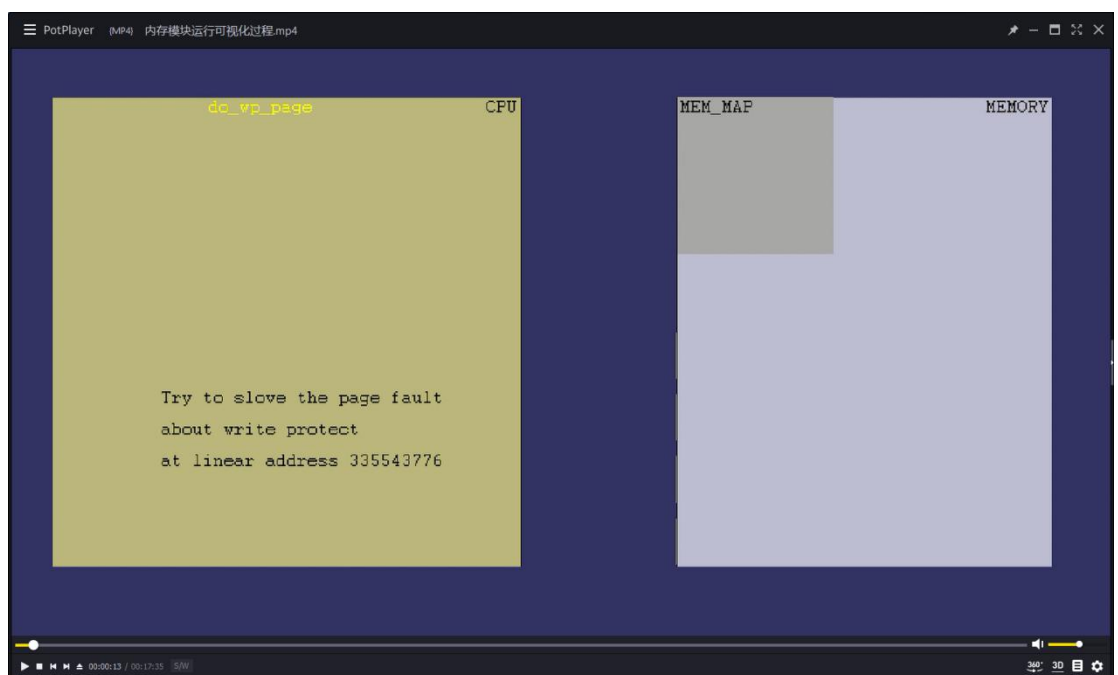 PotPlayer (MP4) 内存模块运行可视化过程.mp4
do_wp_page
CPU
MEM_MAP
MEMORY
Try to slove the page fault
about write protect
at linear address 335543776
00:00:13 / 00:17:35 S/W
360° 3D